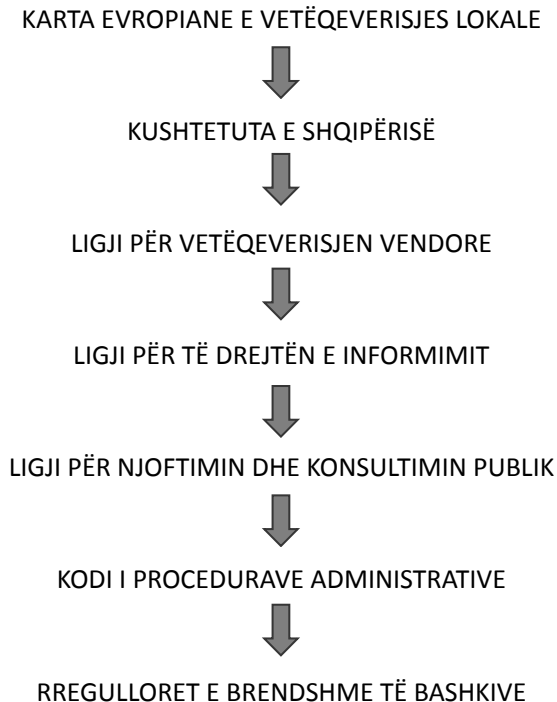 KARTA EVROPIANE E VETËQEVERISJES LOKALE
KUSHTETUTA E SHQIPËRISË
LIGJI PËR VETËQEVERISJEN VENDORE
LIGJI PËR TË DREJTËN E INFORMIMIT
LIGJI PËR NJOFTIMIN DHE KONSULTIMIN PUBLIK
KODI I PROCEDURAVE ADMINISTRATIVE
RREGULLORET E BRENDSHME TË BASHKIVE